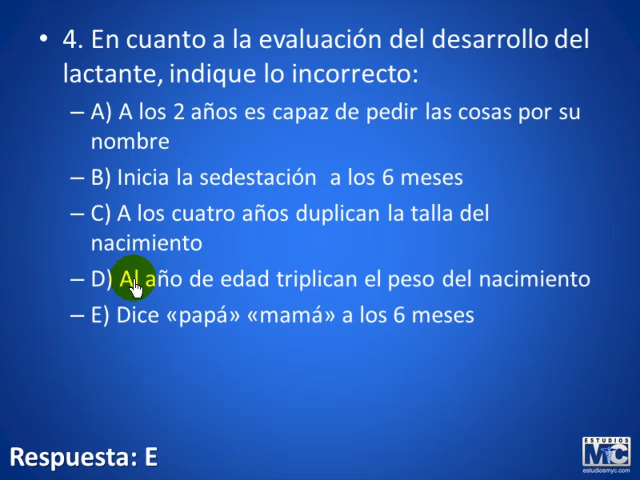 • 4. En cuanto a la evaluación del desarrollo del
lactante, indique lo incorrecto:
– A) A los 2 años es capaz de pedir las cosas por su
nombre
– B) Inicia la sedestación  a los 6 meses
– C) A los cuatro años duplican la talla del
nacimiento
– D) Al año de edad triplican el peso del nacimiento
– E) Dice «papá» «mamá» a los 6 meses
Respuesta: E
ESTUDIOS
MyC
estudiosmyc.com